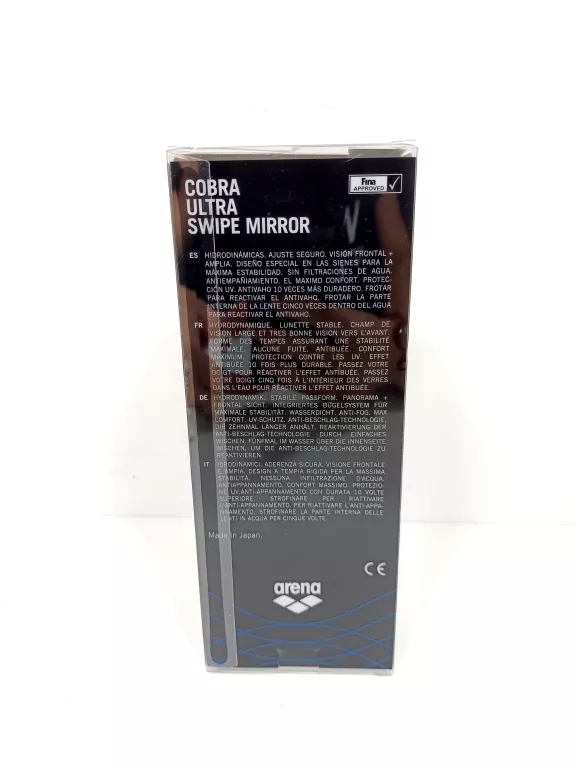 COBRA
ULTRA
SWIPE MIRROR
Fina
APPROVED
ES HIDRODINÁMICAS. AJUSTE SEGURO. VISIÓN FRONTAL +
AMPLIA. DISEÑO ESPECIAL EN LAS SIENES PARA LA
MÁXIMA ESTABILIDAD. SIN FILTRACIONES DE AGUA.
ANTIEMPAÑIAMIENTO. EL MAXIMO CONFORT. PROTEC-
CIÓN UV. ANTIVAHO 10 VECES MÁS DURADERO. FROTAR
PARA REACTIVAR EL ANTIVAHO. FROTAR LA PARTE
INTERNA DE LA LENTE CINCO VECES DENTRO DEL AGUA
PARA REACTIVAR EL ANTIVAHO.
FR HYDRODYNAMIQUE. LUNETTE STABLE. CHAMP DE
VISION LARGE ET TRES BONNE VISION VERS L'AVANT.
FORME DES TEMPES ASSURANT UNE STABILITÉ
MAXIMALE. AUCUNE FUITE. ANTIBUÉE. CONFORT
MAXIMUM. PROTECTION CONTRE LES UV. EFFET
ANTIBUÉE 10 FOIS PLUS DURABLE. PASSEZ VOTRE
DOIGT POUR RÉACTIVER L'EFFET ANTIBUÉE. PASSEZ
VOTRE DOIGT CINQ FOIS À L'INTÉRIEUR DES VERRES
DANS L'EAU POUR RÉACTIVER L'EFFET ANTIBUÉE.
DE HYDRODYNAMIK. STABILE PASSFORM. PANORAMA +
FRONTAL SICHT. INTEGRIERTES BÜGELSYSTEM FÜR
MAXIMALE STABILITÄT. WASSERDICHT. ANTI-FOG. MAX
COMFORT. UV-SCHUTZ. ANTI-BESCHLAG-TECHNOLOGIE,
DIE ZEHNMAL LÄNGER ANHÄLT. REAKTIVIERUNG DER
ANTI-BESCHLAG-TECHNOLOGIE DURCH EINFACHES
WISCHEN. FÜNFMAL IM WASSER ÜBER DIE INNENSEITE
WISCHEN, UM DIE ANTI-BESCHLAG-TECHNOLOGIE ZU
REAKTIVIEREN.
IT IDRODINAMICI. ADERENZA SICURA. VISIONE FRONTALE
E AMPIA. DESIGN A TEMPIA RIGIDA PER LA MASSIMA
STABILITÀ. NESSUNA INFILTRAZIONE D'ACQUA.
ANTIAPPANNAMENTO. CONFORT MASSIMO. PROTEZIO-
NE UV. ANTI-APPANNAMENTO CON DURATA 10 VOLTE
SUPERIORE. STROFINARE PER RIATTIVARE
L'ANTI-APPANNAMENTO. PER RIATTIVARE L'ANTI-APPA-
NNAMENTO, STROFINARE LA PARTE INTERNA DELLE
LENTI IN ACQUA PER CINQUE VOLTE.
Made in Japan.
CE
arena